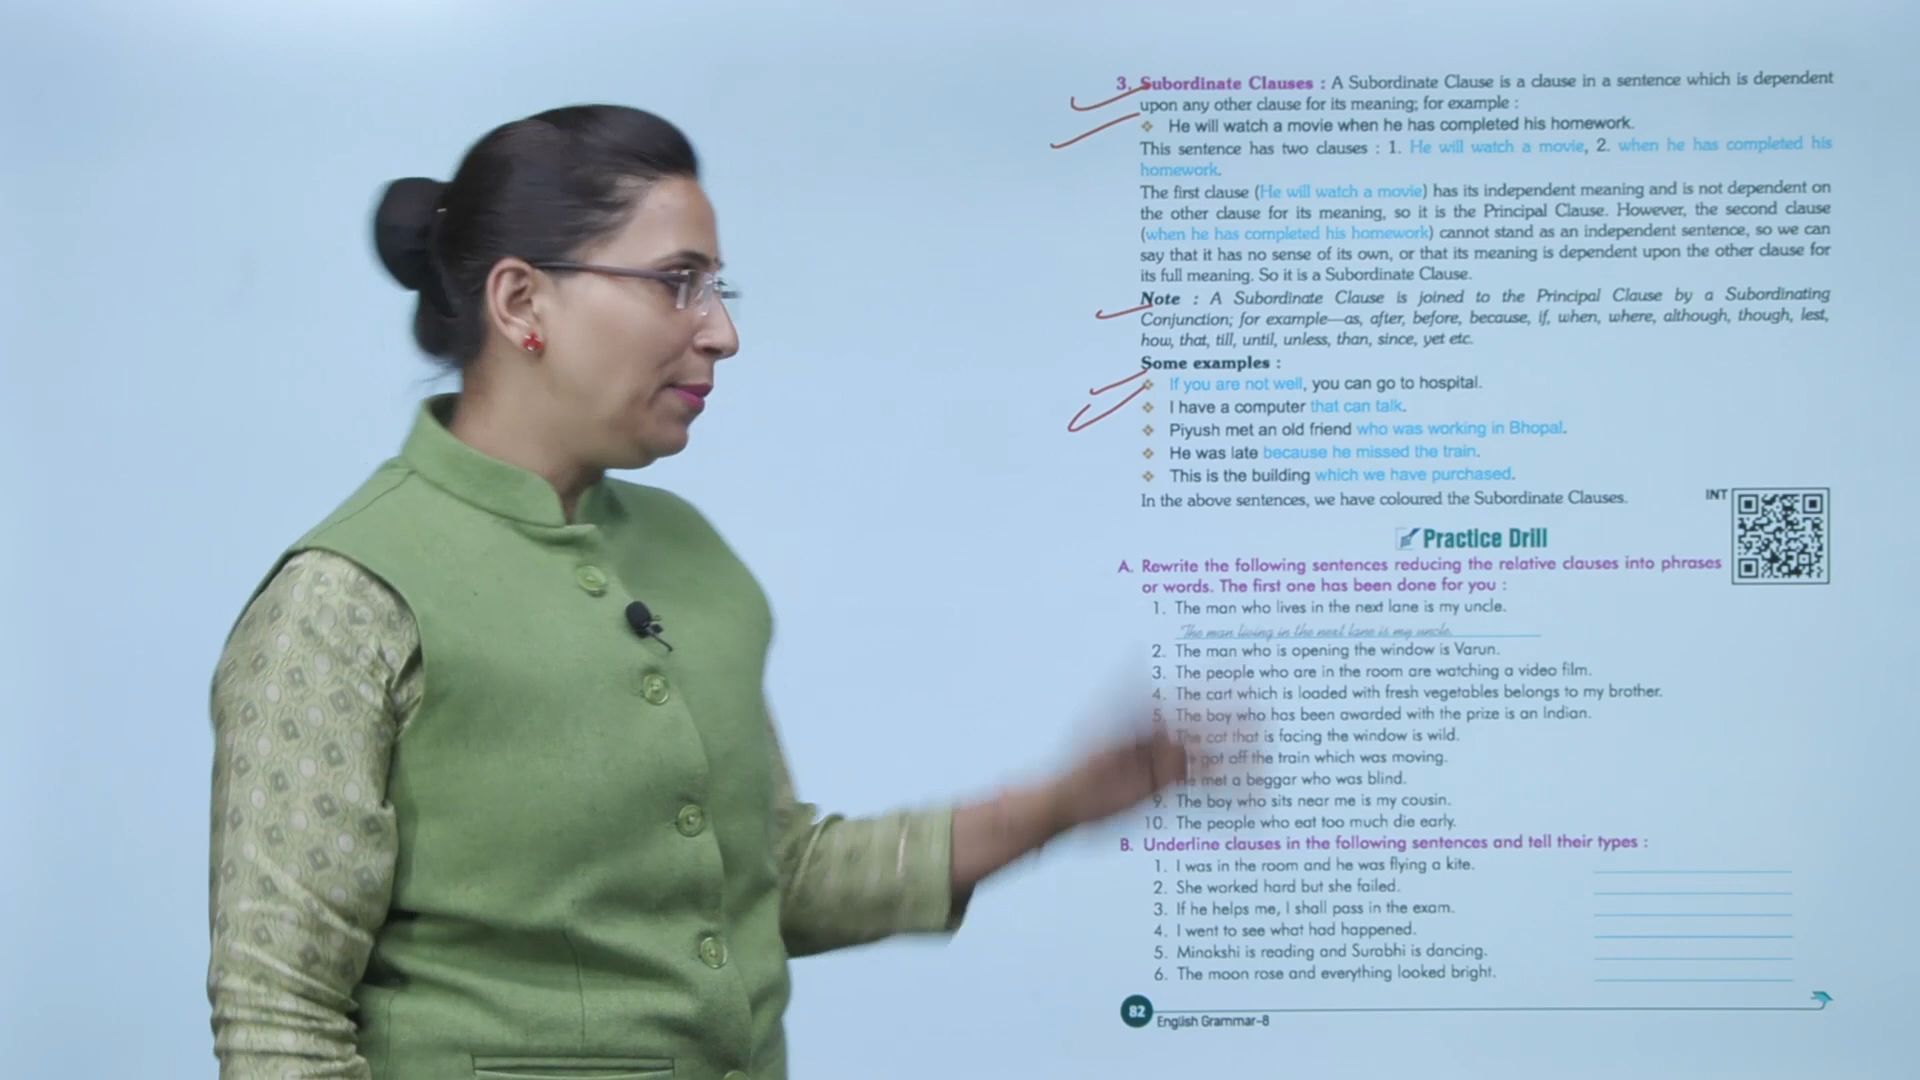 3. Subordinate Clauses : A Subordinate Clause is a clause in a sentence which is dependent
upon any other clause for its meaning; for example :
❖ He will watch a movie when he has completed his homework.
This sentence has two clauses : 1. He will watch a movie, 2. when he has completed his
homework.
The first clause (He will watch a movie) has its independent meaning and is not dependent on
the other clause for its meaning, so it is the Principal Clause. However, the second clause
(when he has completed his homework) cannot stand as an independent sentence, so we can
say that it has no sense of its own, or that its meaning is dependent upon the other clause for
its full meaning. So it is a Subordinate Clause.
Note : A Subordinate Clause is joined to the Principal Clause by a Subordinating
Conjunction; for example—as, after, before, because, if, when, where, although, though, lest,
how, that, till, until, unless, than, since, yet etc.
Some examples :
❖ If you are not well, you can go to hospital.
❖ I have a computer that can talk.
❖ Piyush met an old friend who was working in Bhopal.
❖ He was late because he missed the train.
❖ This is the building which we have purchased.
In the above sentences, we have coloured the Subordinate Clauses.
INT
Practice Drill
A. Rewrite the following sentences reducing the relative clauses into phrases
or words. The first one has been done for you :
1. The man who lives in the next lane is my uncle.
The man living in the next lane is my uncle.
2. The man who is opening the window is Varun.
3. The people who are in the room are watching a video film.
4. The cart which is loaded with fresh vegetables belongs to my brother.
5. The boy who has been awarded with the prize is an Indian.
The cat that is facing the window is wild.
got off the train which was moving.
He met a beggar who was blind.
9. The boy who sits near me is my cousin.
10. The people who eat too much die early.
B. Underline clauses in the following sentences and tell their types :
1. I was in the room and he was flying a kite.
2. She worked hard but she failed.
3. If he helps me, I shall pass in the exam.
4. I went to see what had happened.
5. Minakshi is reading and Surabhi is dancing.
6. The moon rose and everything looked bright.
82
English Grammar-8